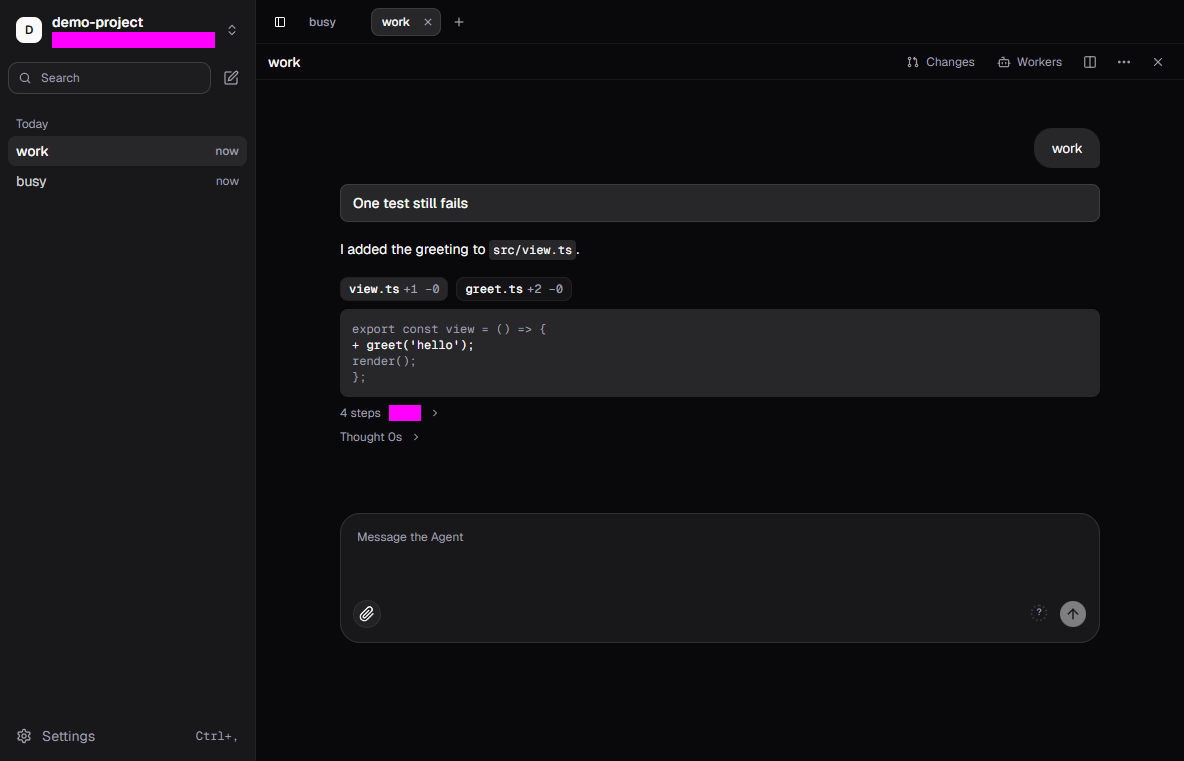 D
demo-project
Search
Today
work now
busy now
Settings Ctrl+,
busy work
work
Changes Workers
work
One test still fails
I added the greeting to src/view.ts.
view.ts +1 −0 greet.ts +2 −0
export const view = () => {
+ greet('hello');
render();
};
4 steps
Thought 0s
Message the Agent
?